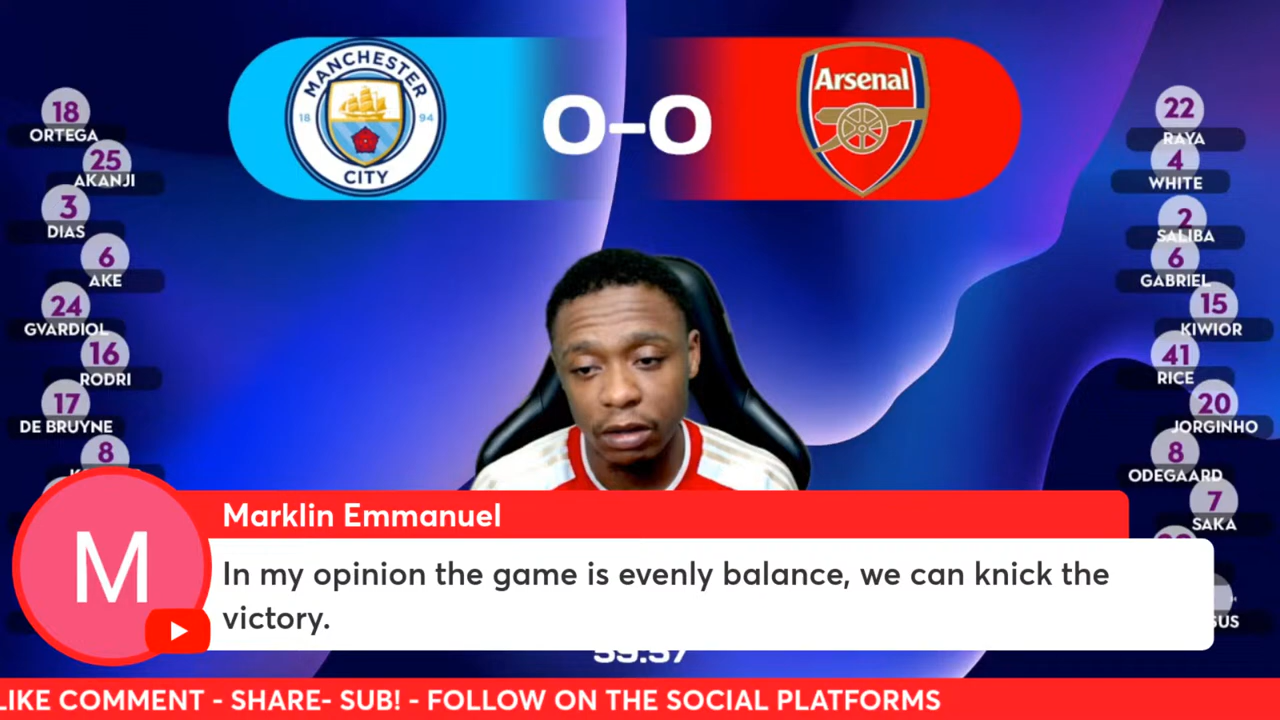 MANCHESTER
18 94
CITY
0-0
Arsenal
18
ORTEGA
25
AKANJI
3
DIAS
6
AKE
24
GVARDIOL
16
RODRI
17
DE BRUYNE
8
22
RAYA
4
WHITE
2
SALIBA
6
GABRIEL
15
KIWIOR
41
RICE
20
JORGINHO
8
ODEGAARD
7
SAKA
M
Marklin Emmanuel
In my opinion the game is evenly balance, we can knick the
victory.
LIKE COMMENT - SHARE- SUB! - FOLLOW ON THE SOCIAL PLATFORMS